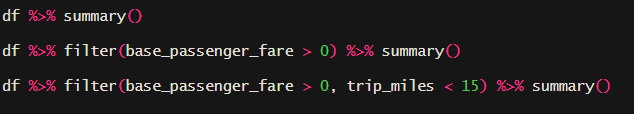 df %>% summary()
df %>% filter(base_passenger_fare > 0) %>% summary()
df %>% filter(base_passenger_fare > 0, trip_miles < 15) %>% summary()